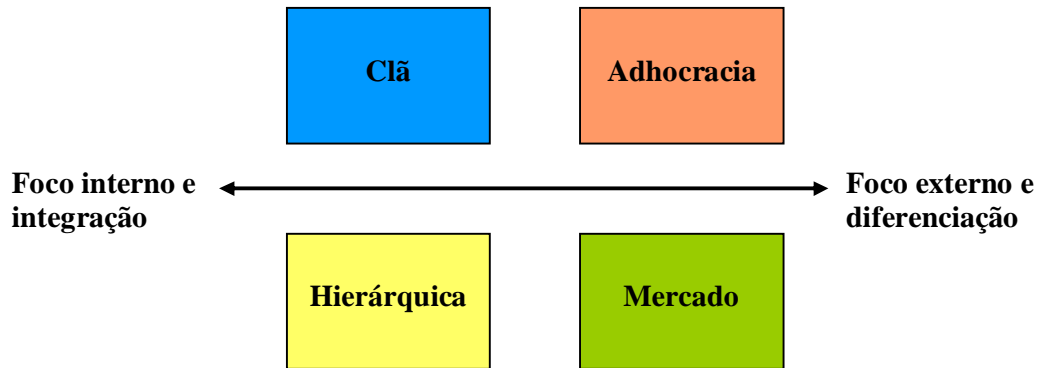 Clã
Adhocracia
Foco interno e
integração
Foco externo e
diferenciação
Hierárquica
Mercado